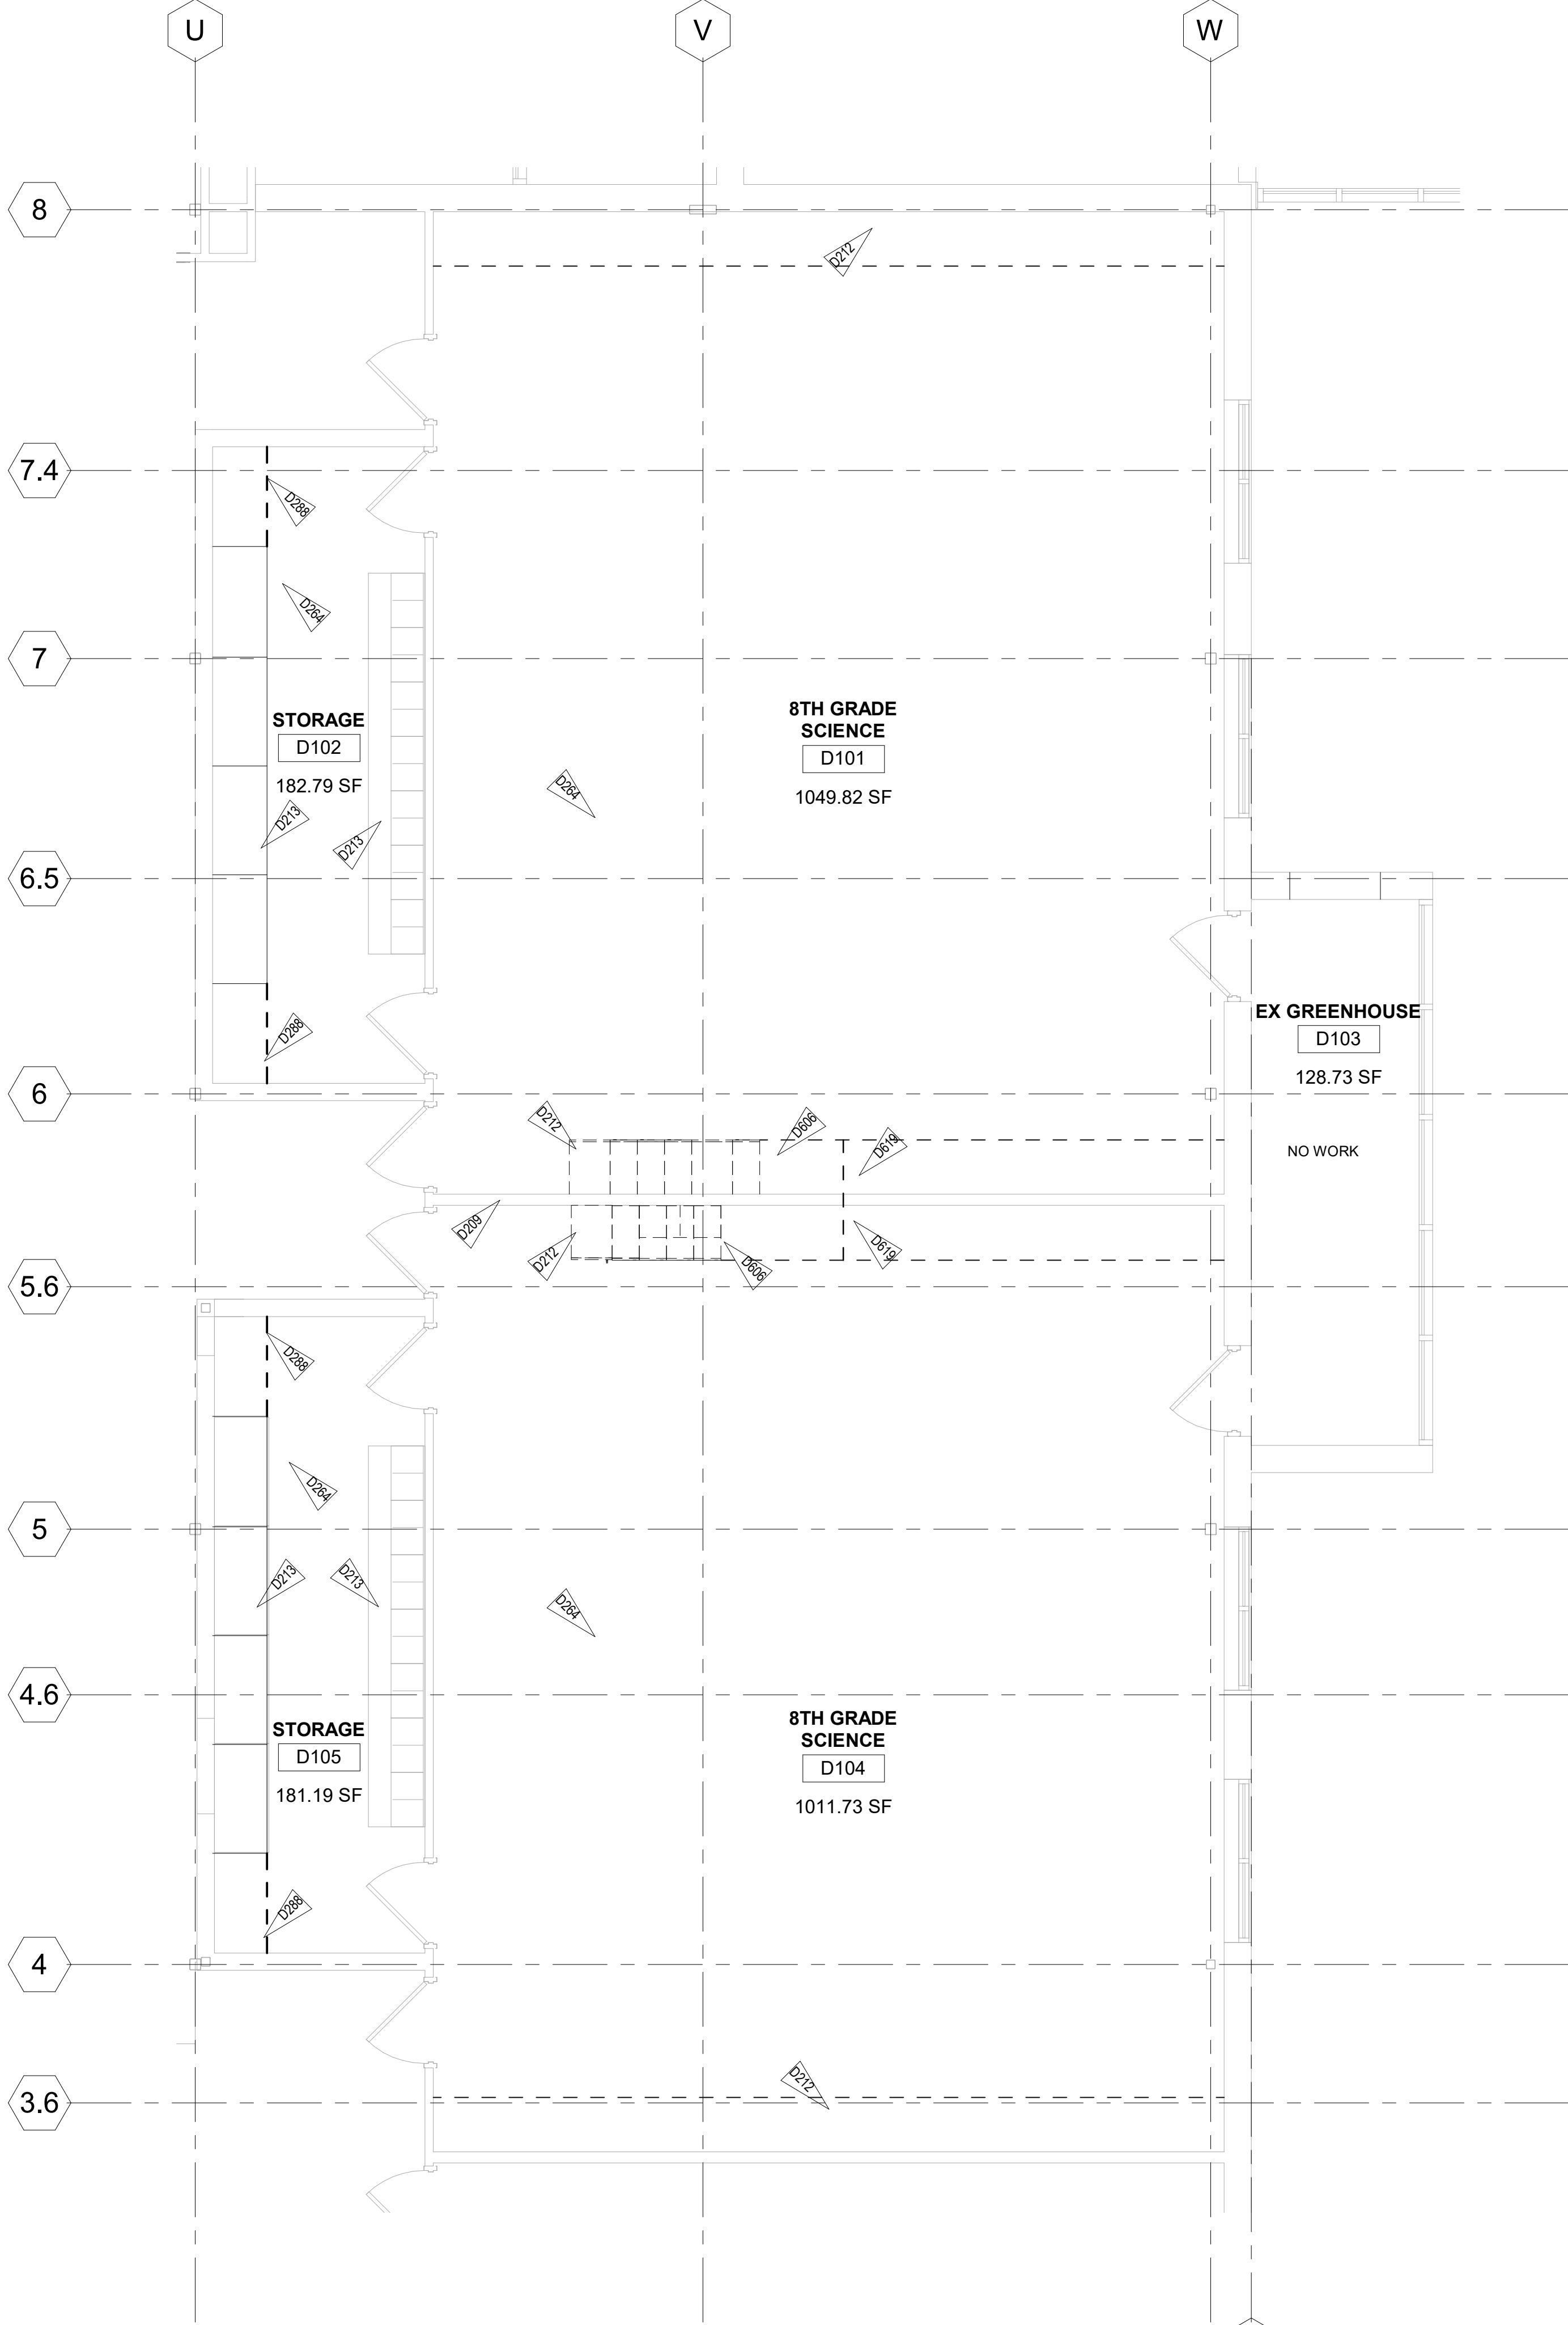 U
V
W
8
D212
7.4
D288
D264
7
STORAGE
D102
182.79 SF
8TH GRADE
SCIENCE
D101
1049.82 SF
D264
D213
D213
6.5
EX GREENHOUSE
D103
128.73 SF
D288
6
D212
D606
D619
NO WORK
D209
D212
D606
D619
5.6
D288
D264
5
D213
D213
D264
4.6
STORAGE
D105
181.19 SF
8TH GRADE
SCIENCE
D104
1011.73 SF
D288
4
D212
3.6